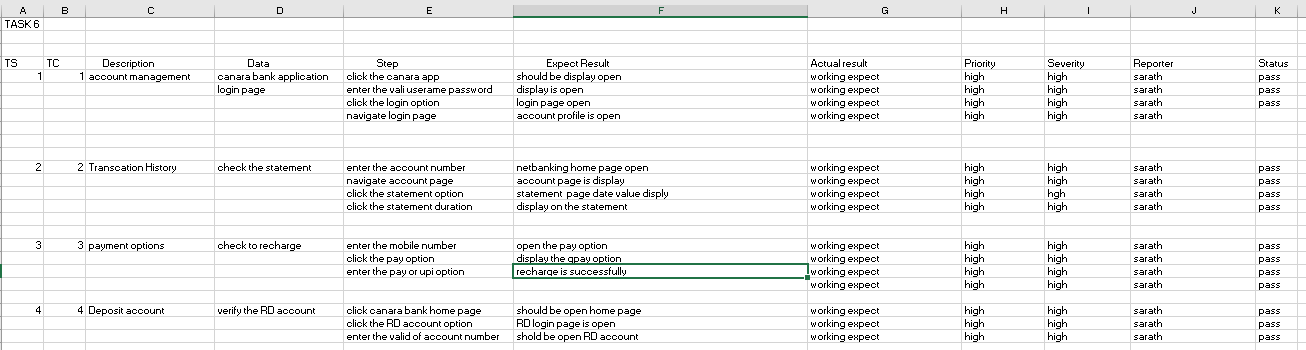 A B C D E F G H I J K
TASK 6
TS TC Description Data Step Expect Result Actual result Priority Severity Reporter Status
1 1 account management canara bank application click the canara app should be display open working expect high high sarath pass
login page enter the vali userame password display is open working expect high high sarath pass
click the login option login page open working expect high high sarath pass
navigate login page account profile is open working expect high high sarath
2 2 Transcation History check the statement enter the account number netbanking home page open working expect high high sarath pass
navigate account page account page is display working expect high high sarath pass
click the statement option statement page date value disply working expect high hgh sarath pass
click the statement duration display on the statement working expect high high sarath pass
3 3 payment options check to recharge enter the mobile number open the pay option working expect high high sarath pass
click the pay option display the qpay option working expect high high sarath pass
enter the pay or upi option recharge is successfully working expect high high sarath pass
working expect high high sarath pass
4 4 Deposit account verify the RD account click canara bank home page should be open home page working expect high high sarath pass
click the RD account option RD login page is open working expect high high sarath pass
enter the valid of account number shold be open RD account working expect high high sarath pass